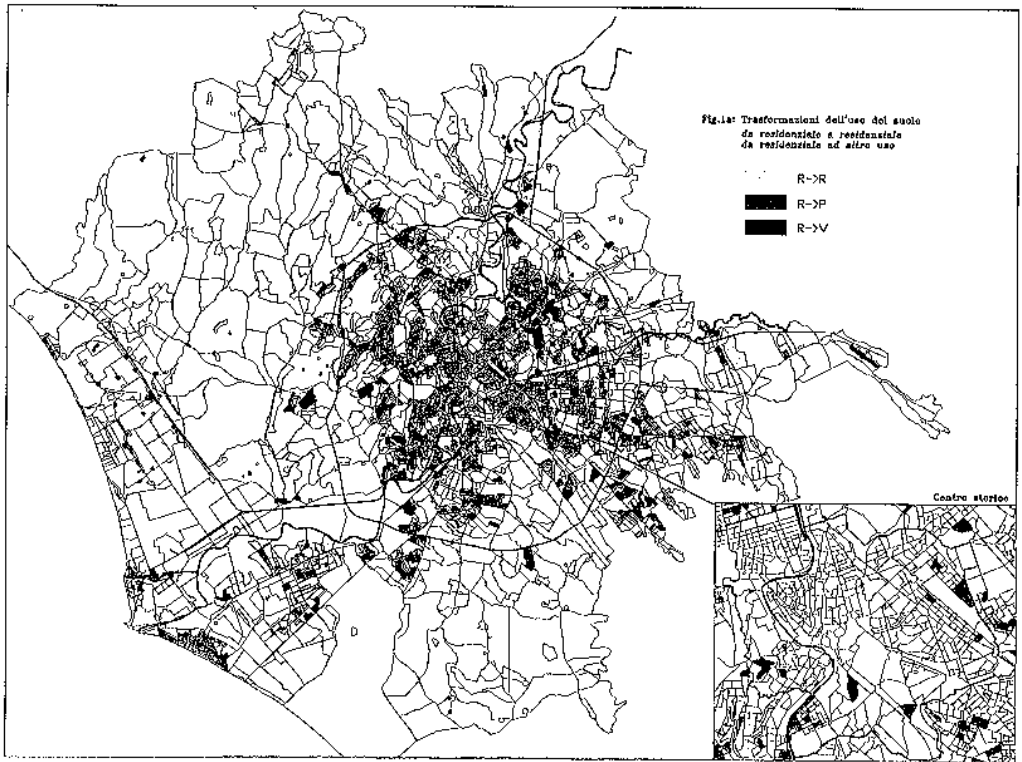 Fig.1a: Trasformazioni dell'uso del suolo
da residenziale a residenziale
da residenziale ad altro uso
R->R
R->P
R->V
Centro storico